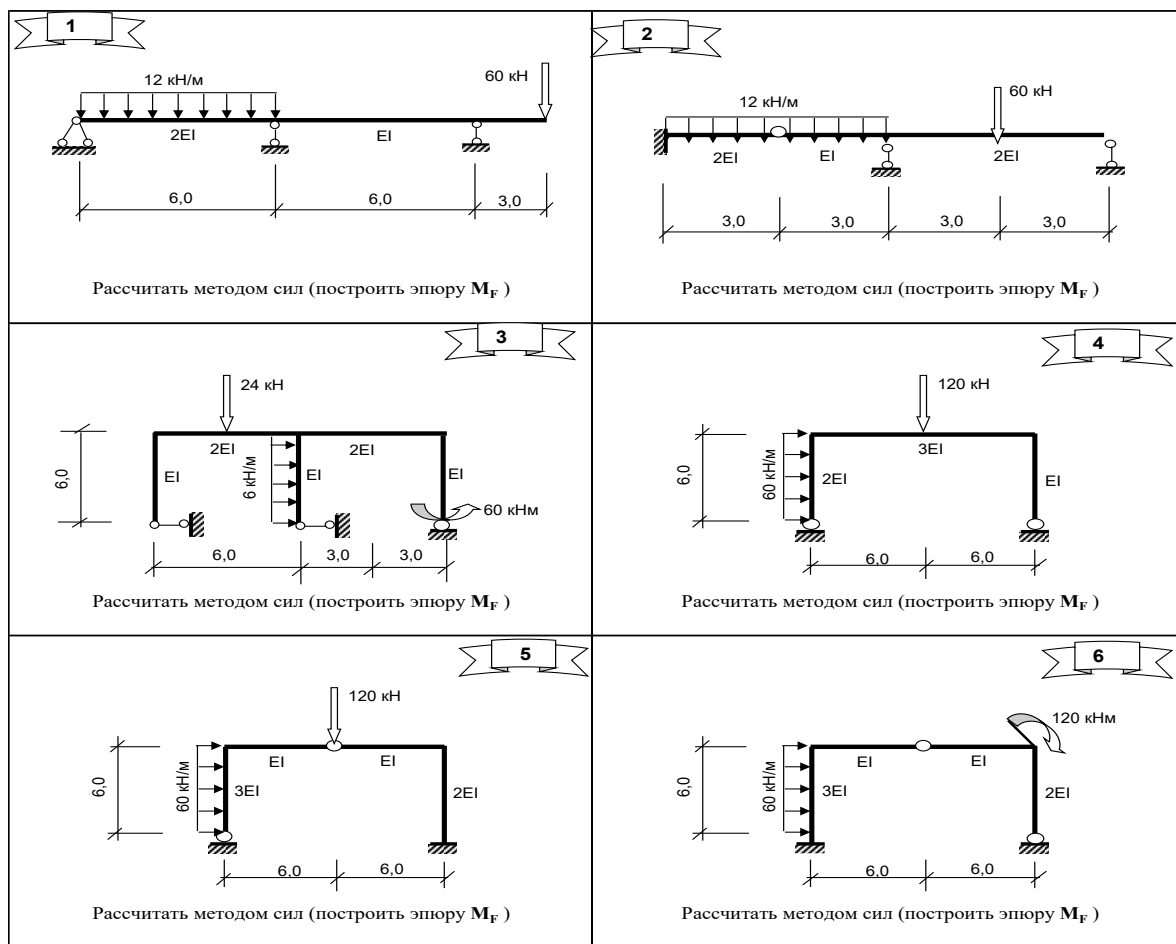 1
12 кН/м
60 кН
2EI
EI
6,0
6,0
3,0
Рассчитать методом сил (построить эпюру M_F )
2
12 кН/м
60 кН
2EI
EI
2EI
3,0
3,0
3,0
3,0
Рассчитать методом сил (построить эпюру M_F )
3
24 кН
2EI
2EI
6,0
EI
6 кН/м
EI
EI
60 кНм
6,0
3,0
3,0
Рассчитать методом сил (построить эпюру M_F )
4
120 кН
3EI
6,0
60 кН/м
2EI
EI
6,0
6,0
Рассчитать методом сил (построить эпюру M_F )
5
120 кН
EI
EI
6,0
60 кН/м
3EI
2EI
6,0
6,0
Рассчитать методом сил (построить эпюру M_F )
6
120 кНм
EI
EI
6,0
60 кН/м
3EI
2EI
6,0
6,0
Рассчитать методом сил (построить эпюру M_F )